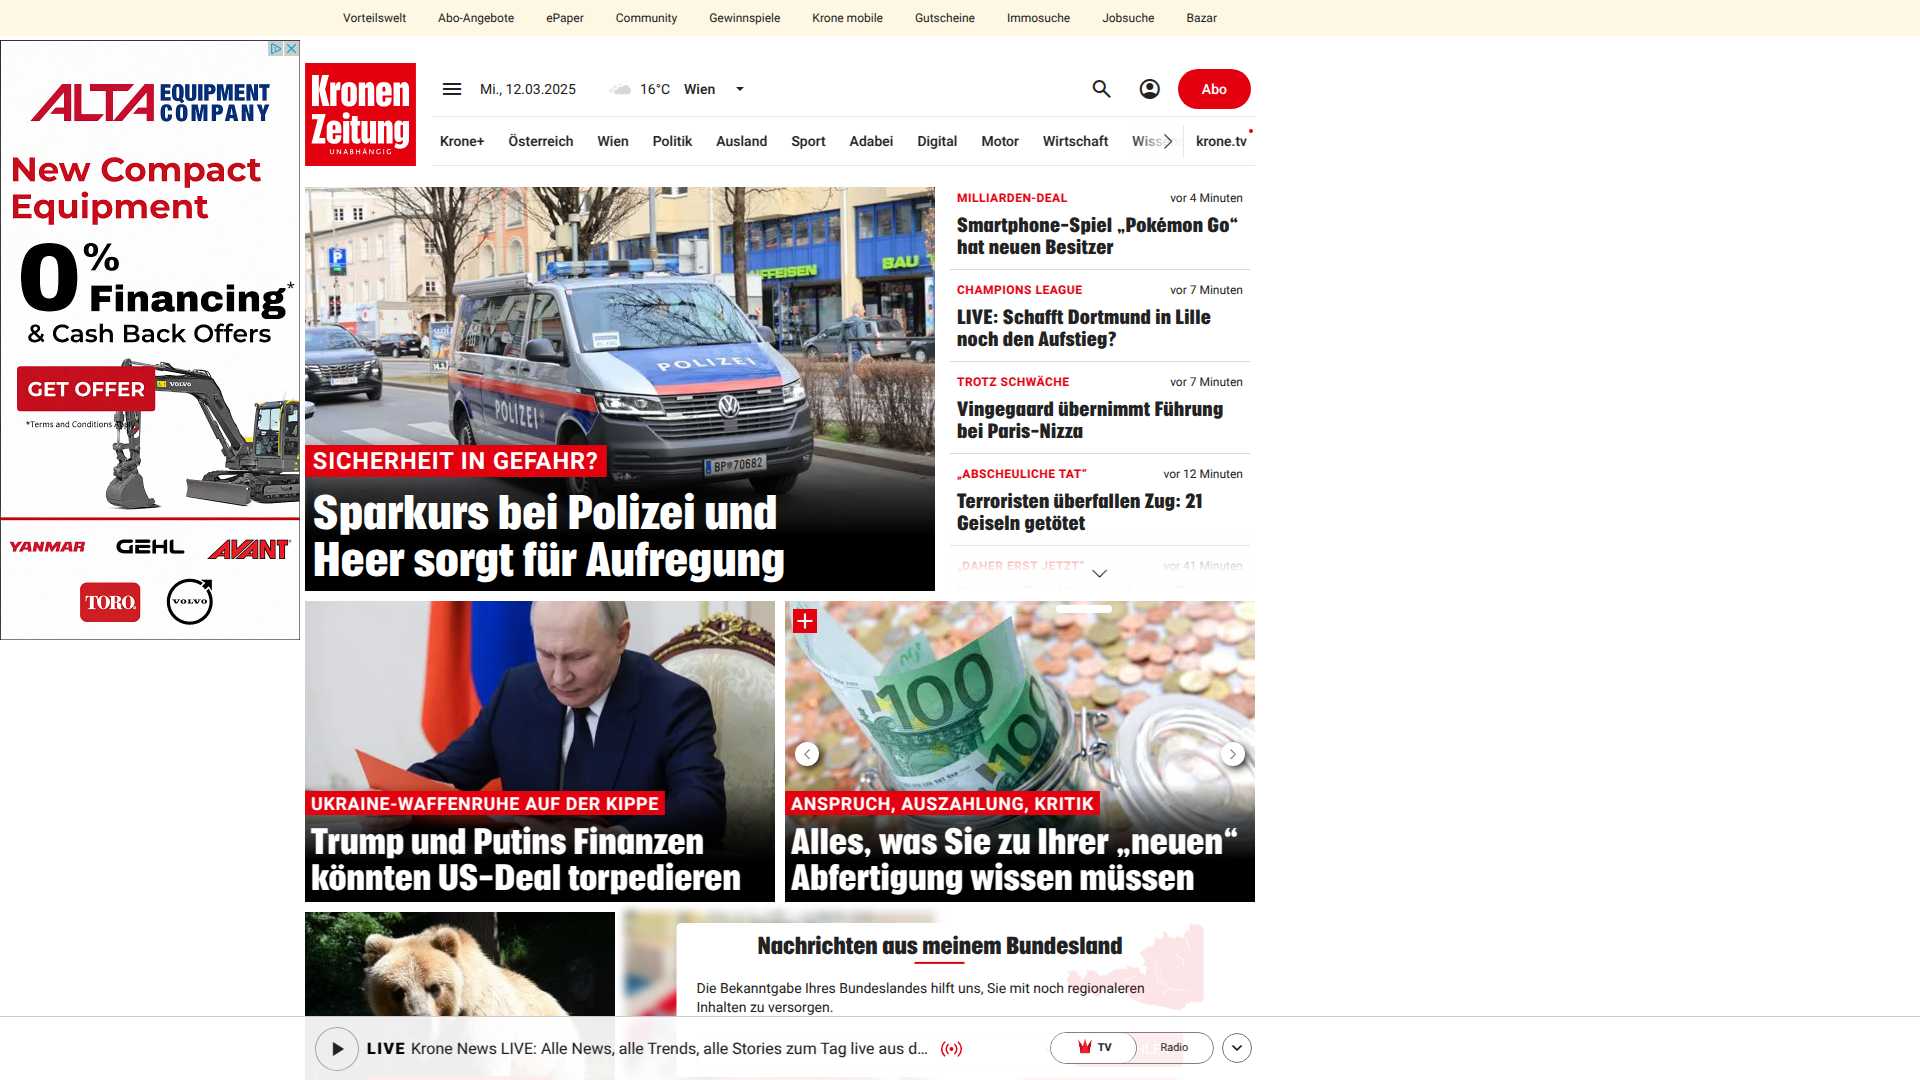 Vorteilswelt Abo-Angebote ePaper Community Gewinnspiele Krone mobile Gutscheine Immosuche Jobsuche Bazar
ALTA EQUIPMENT COMPANY
New Compact
Equipment
0%
Financing*
& Cash Back Offers
GET OFFER
VOLVO
*Terms and Conditions
YANMAR GEHL AVANT
TORO. VOLVO
Kronen
Zeitung
UNABHÄNGIG
Mi., 12.03.2025 16°C Wien
Abo
Krone+ Österreich Wien Politik Ausland Sport Adabei Digital Motor Wirtschaft Wiss krone.tv
P
BAU
POLIZEI
POLIZEI
BP 70682
SICHERHEIT IN GEFAHR?
Sparkurs bei Polizei und
Heer sorgt für Aufregung
MILLIARDEN-DEAL vor 4 Minuten
Smartphone-Spiel „Pokémon Go“
hat neuen Besitzer
CHAMPIONS LEAGUE vor 7 Minuten
LIVE: Schafft Dortmund in Lille
noch den Aufstieg?
TROTZ SCHWÄCHE vor 7 Minuten
Vingegaard übernimmt Führung
bei Paris-Nizza
„ABSCHEULICHE TAT“ vor 12 Minuten
Terroristen überfallen Zug: 21
Geiseln getötet
„DAHER ERST JETZT“ vor 41 Minuten
UKRAINE-WAFFENRUHE AUF DER KIPPE
Trump und Putins Finanzen
könnten US-Deal torpedieren
100
100
ANSPRUCH, AUSZAHLUNG, KRITIK
Alles, was Sie zu Ihrer „neuen“
Abfertigung wissen müssen
Nachrichten aus meinem Bundesland
Die Bekanntgabe Ihres Bundeslandes hilft uns, Sie mit noch regionaleren
Inhalten zu versorgen.
LIVE Krone News LIVE: Alle News, alle Trends, alle Stories zum Tag live aus d...
TV Radio